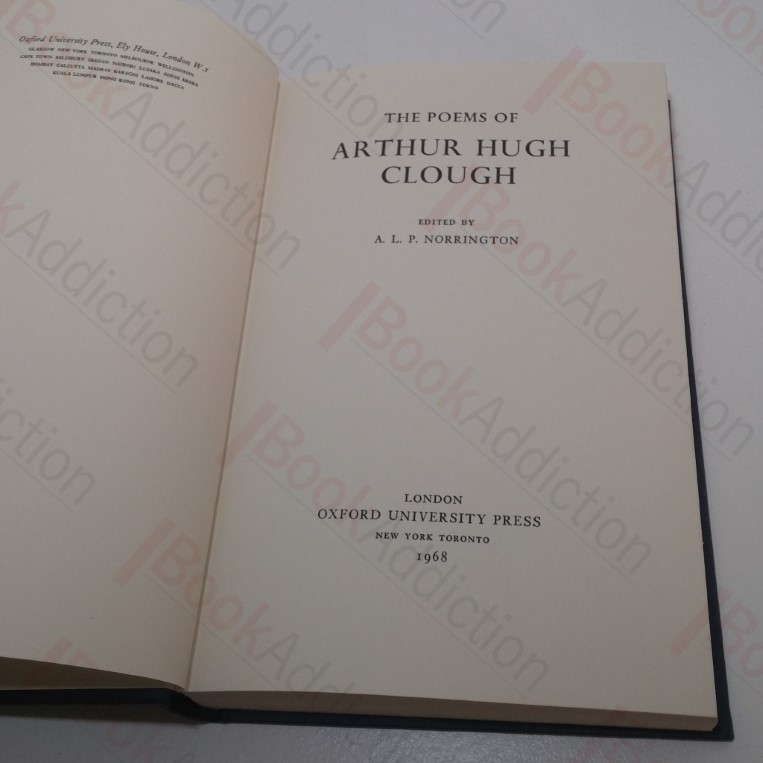 Oxford University Press, Ely House, London W.1
GLASGOW NEW YORK TORONTO MELBOURNE WELLINGTON
CAPE TOWN SALISBURY IBADAN NAIROBI LUSAKA ADDIS ABABA
BOMBAY CALCUTTA MADRAS KARACHI LAHORE DACCA
KUALA LUMPUR HONG KONG TOKYO
THE POEMS OF
ARTHUR HUGH
CLOUGH
EDITED BY
A. L. P. NORRINGTON
LONDON
OXFORD UNIVERSITY PRESS
NEW YORK TORONTO
1968
BookAddiction